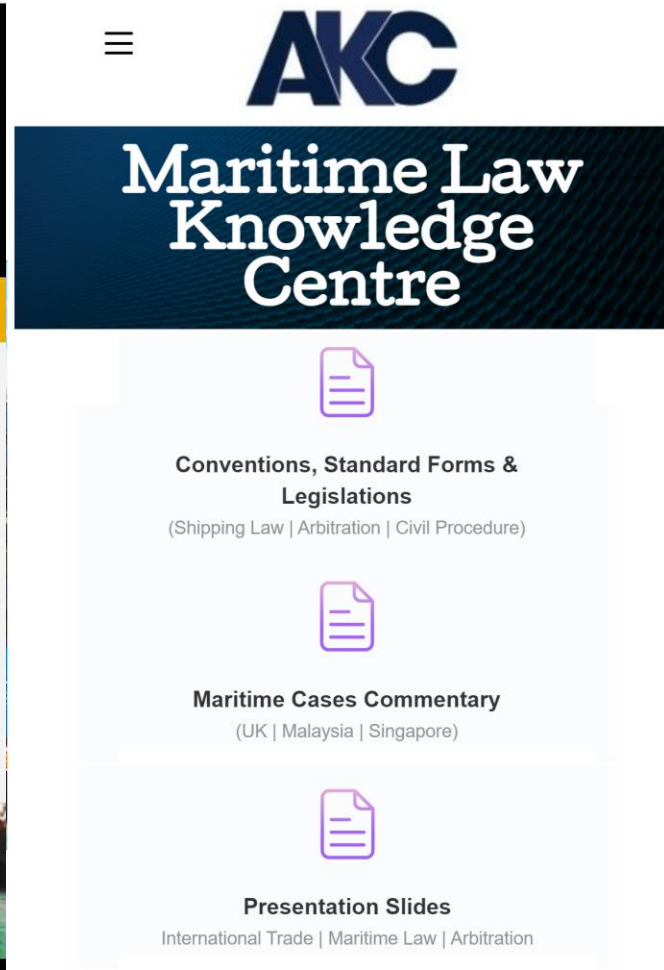 AKC
Maritime Law
Knowledge
Centre
Conventions, Standard Forms &
Legislations
(Shipping Law | Arbitration | Civil Procedure)
Maritime Cases Commentary
(UK | Malaysia | Singapore)
Presentation Slides
International Trade | Maritime Law | Arbitration